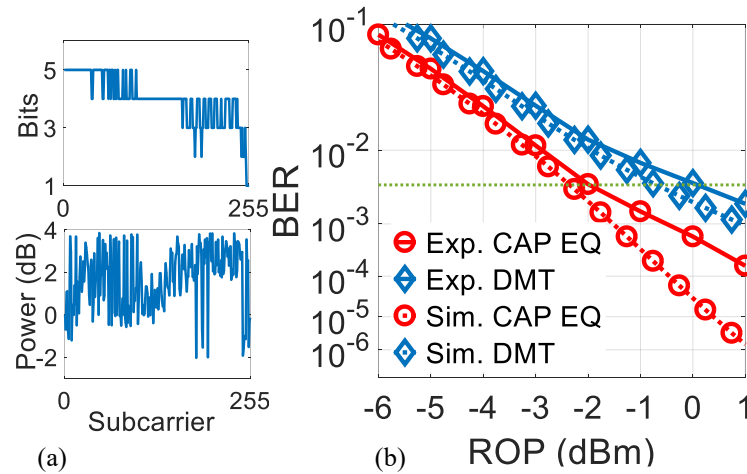 5
3
1
Bits
0
255
4
2
0
-2
Power (dB)
0
255
Subcarrier
(a)
10^-1
10^-2
10^-3
10^-4
10^-5
10^-6
BER
Exp. CAP EQ
Exp. DMT
Sim. CAP EQ
Sim. DMT
-6 -5 -4 -3 -2 -1 0 1
ROP (dBm)
(b)